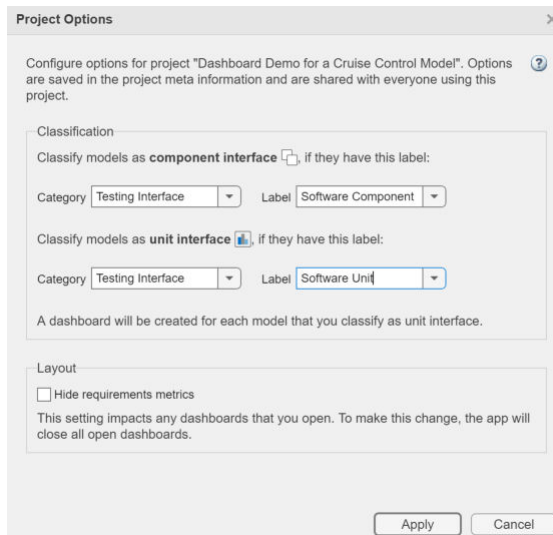 Project Options
Configure options for project "Dashboard Demo for a Cruise Control Model". Options
are saved in the project meta information and are shared with everyone using this
project.
Classification
Classify models as component interface, if they have this label:
Category Testing Interface Label Software Component
Classify models as unit interface, if they have this label:
Category Testing Interface Label Software Unit
A dashboard will be created for each model that you classify as unit interface.
Layout
Hide requirements metrics
This setting impacts any dashboards that you open. To make this change, the app will
close all open dashboards.
Apply Cancel